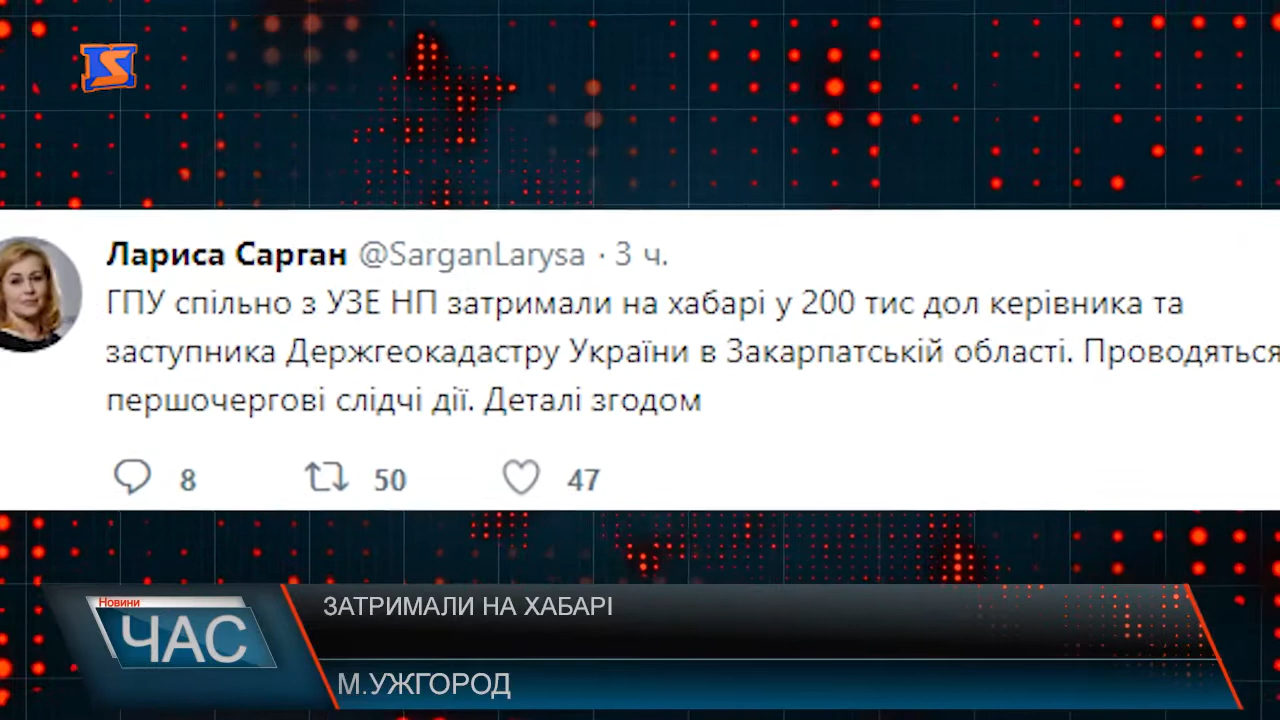 Лариса Сарган @SarganLarysa · 3 ч.
ГПУ спільно з УЗЕ НП затримали на хабарі у 200 тис дол керівника та
заступника Держгеокадастру України в Закарпатській області. Проводяться
першочергові слідчі дії. Деталі згодом
8 50 47
Новини
ЧАС
ЗАТРИМАЛИ НА ХАБАРІ
М.УЖГОРОД